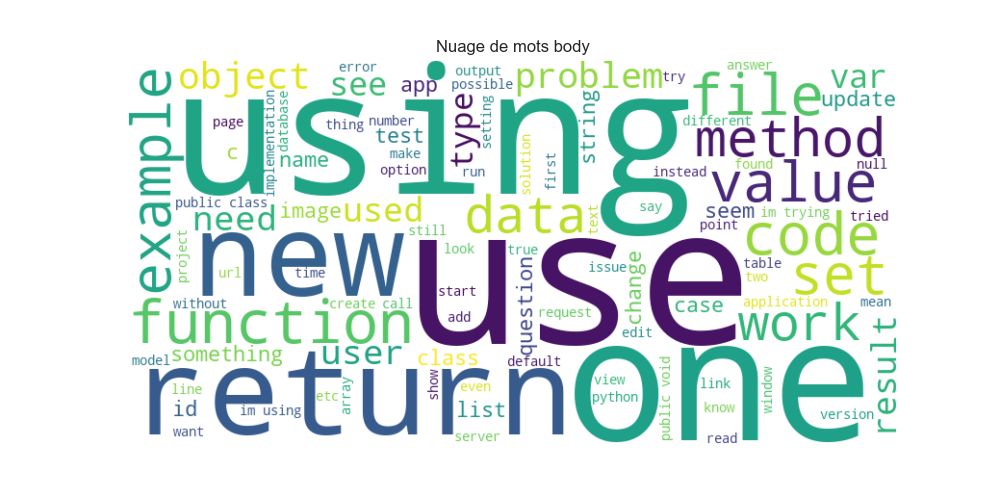 Nuage de mots body
error
output
answer
object
see
app
possible
problem
try
file
var
update
example
using
implementation
database
page
thing
number
test
type
setting
string
different
method
c
name
make
option
run
solution
first
instead
found
null
value
public class
need
image
used
still
data
text
say
seem
im trying
tried
point
code
project
url
new
time
look
true
use
issue
change
table
two
set
without
create
call
start
add
question
request
edit
case
application
mean
function
something
user
class
default
work
result
model
return
line
id
im using
etc
array
show
even
list
server
want
one
view
python
public void
link
know
read
window
version